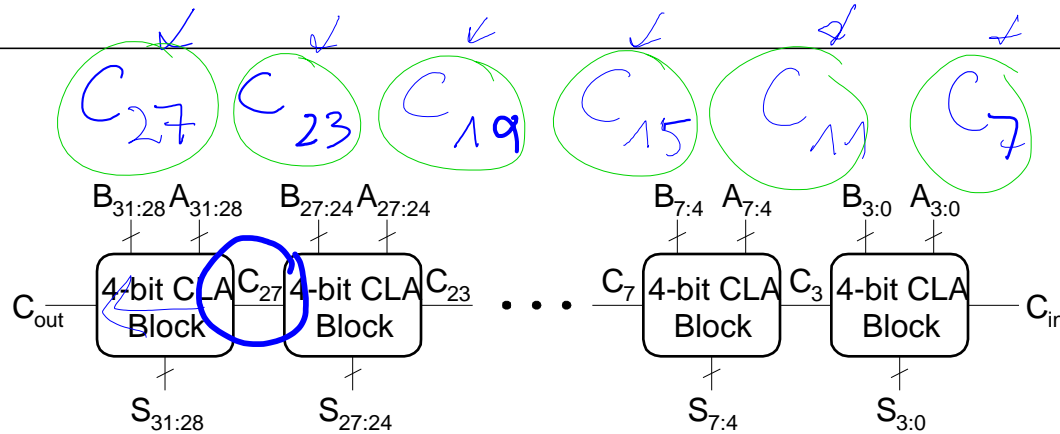 C27 C23 C19 C15 C11 C7
B31:28 A31:28 B27:24 A27:24 B7:4 A7:4 B3:0 A3:0
4-bit CLA 4-bit CLA 4-bit CLA 4-bit CLA
Cout C27 C23 C7 C3 Cin
Block Block Block Block
S31:28 S27:24 S7:4 S3:0